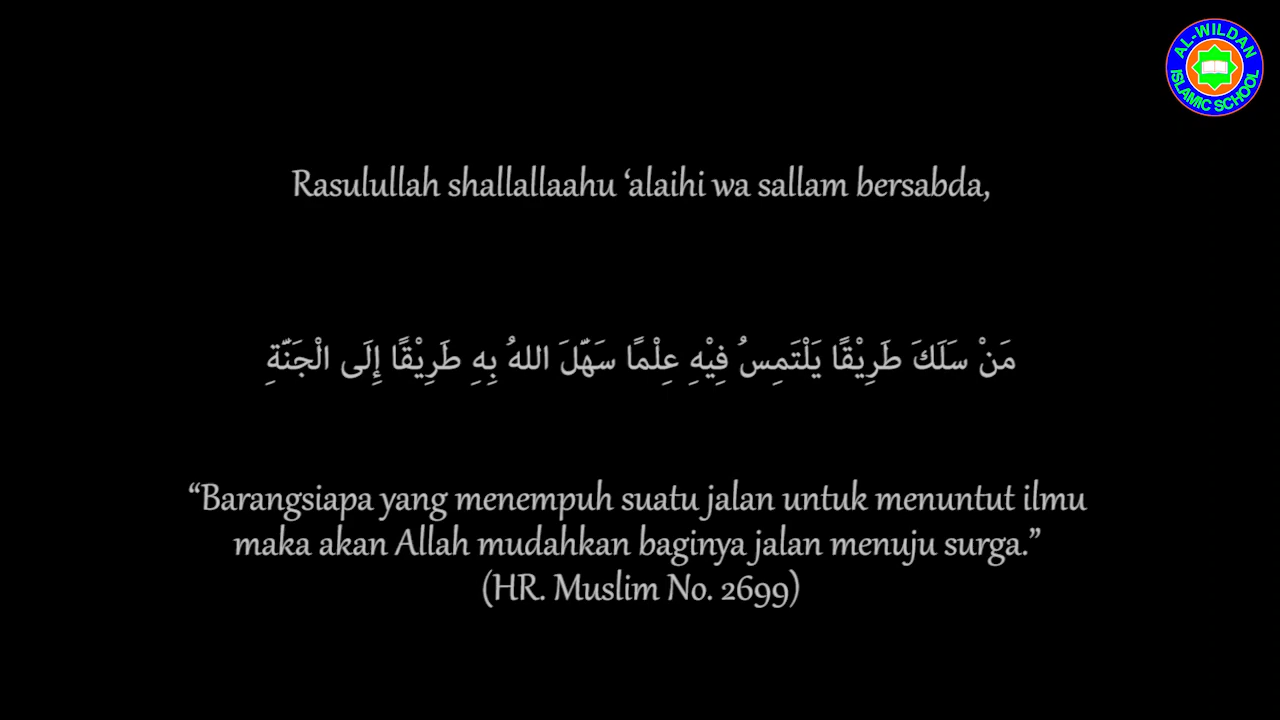 AL-WILDAN
ISLAMIC SCHOOL
Rasulullah shallallaahu ‘alaihi wa sallam bersabda,
مَنْ سَلَكَ طَرِيْقًا يَلْتَمِسُ فِيْهِ عِلْمًا سَهَّلَ اللهُ بِهِ طَرِيْقًا إِلَى الْجَنَّةِ
“Barangsiapa yang menempuh suatu jalan untuk menuntut ilmu
maka akan Allah mudahkan baginya jalan menuju surga.”
(HR. Muslim No. 2699)